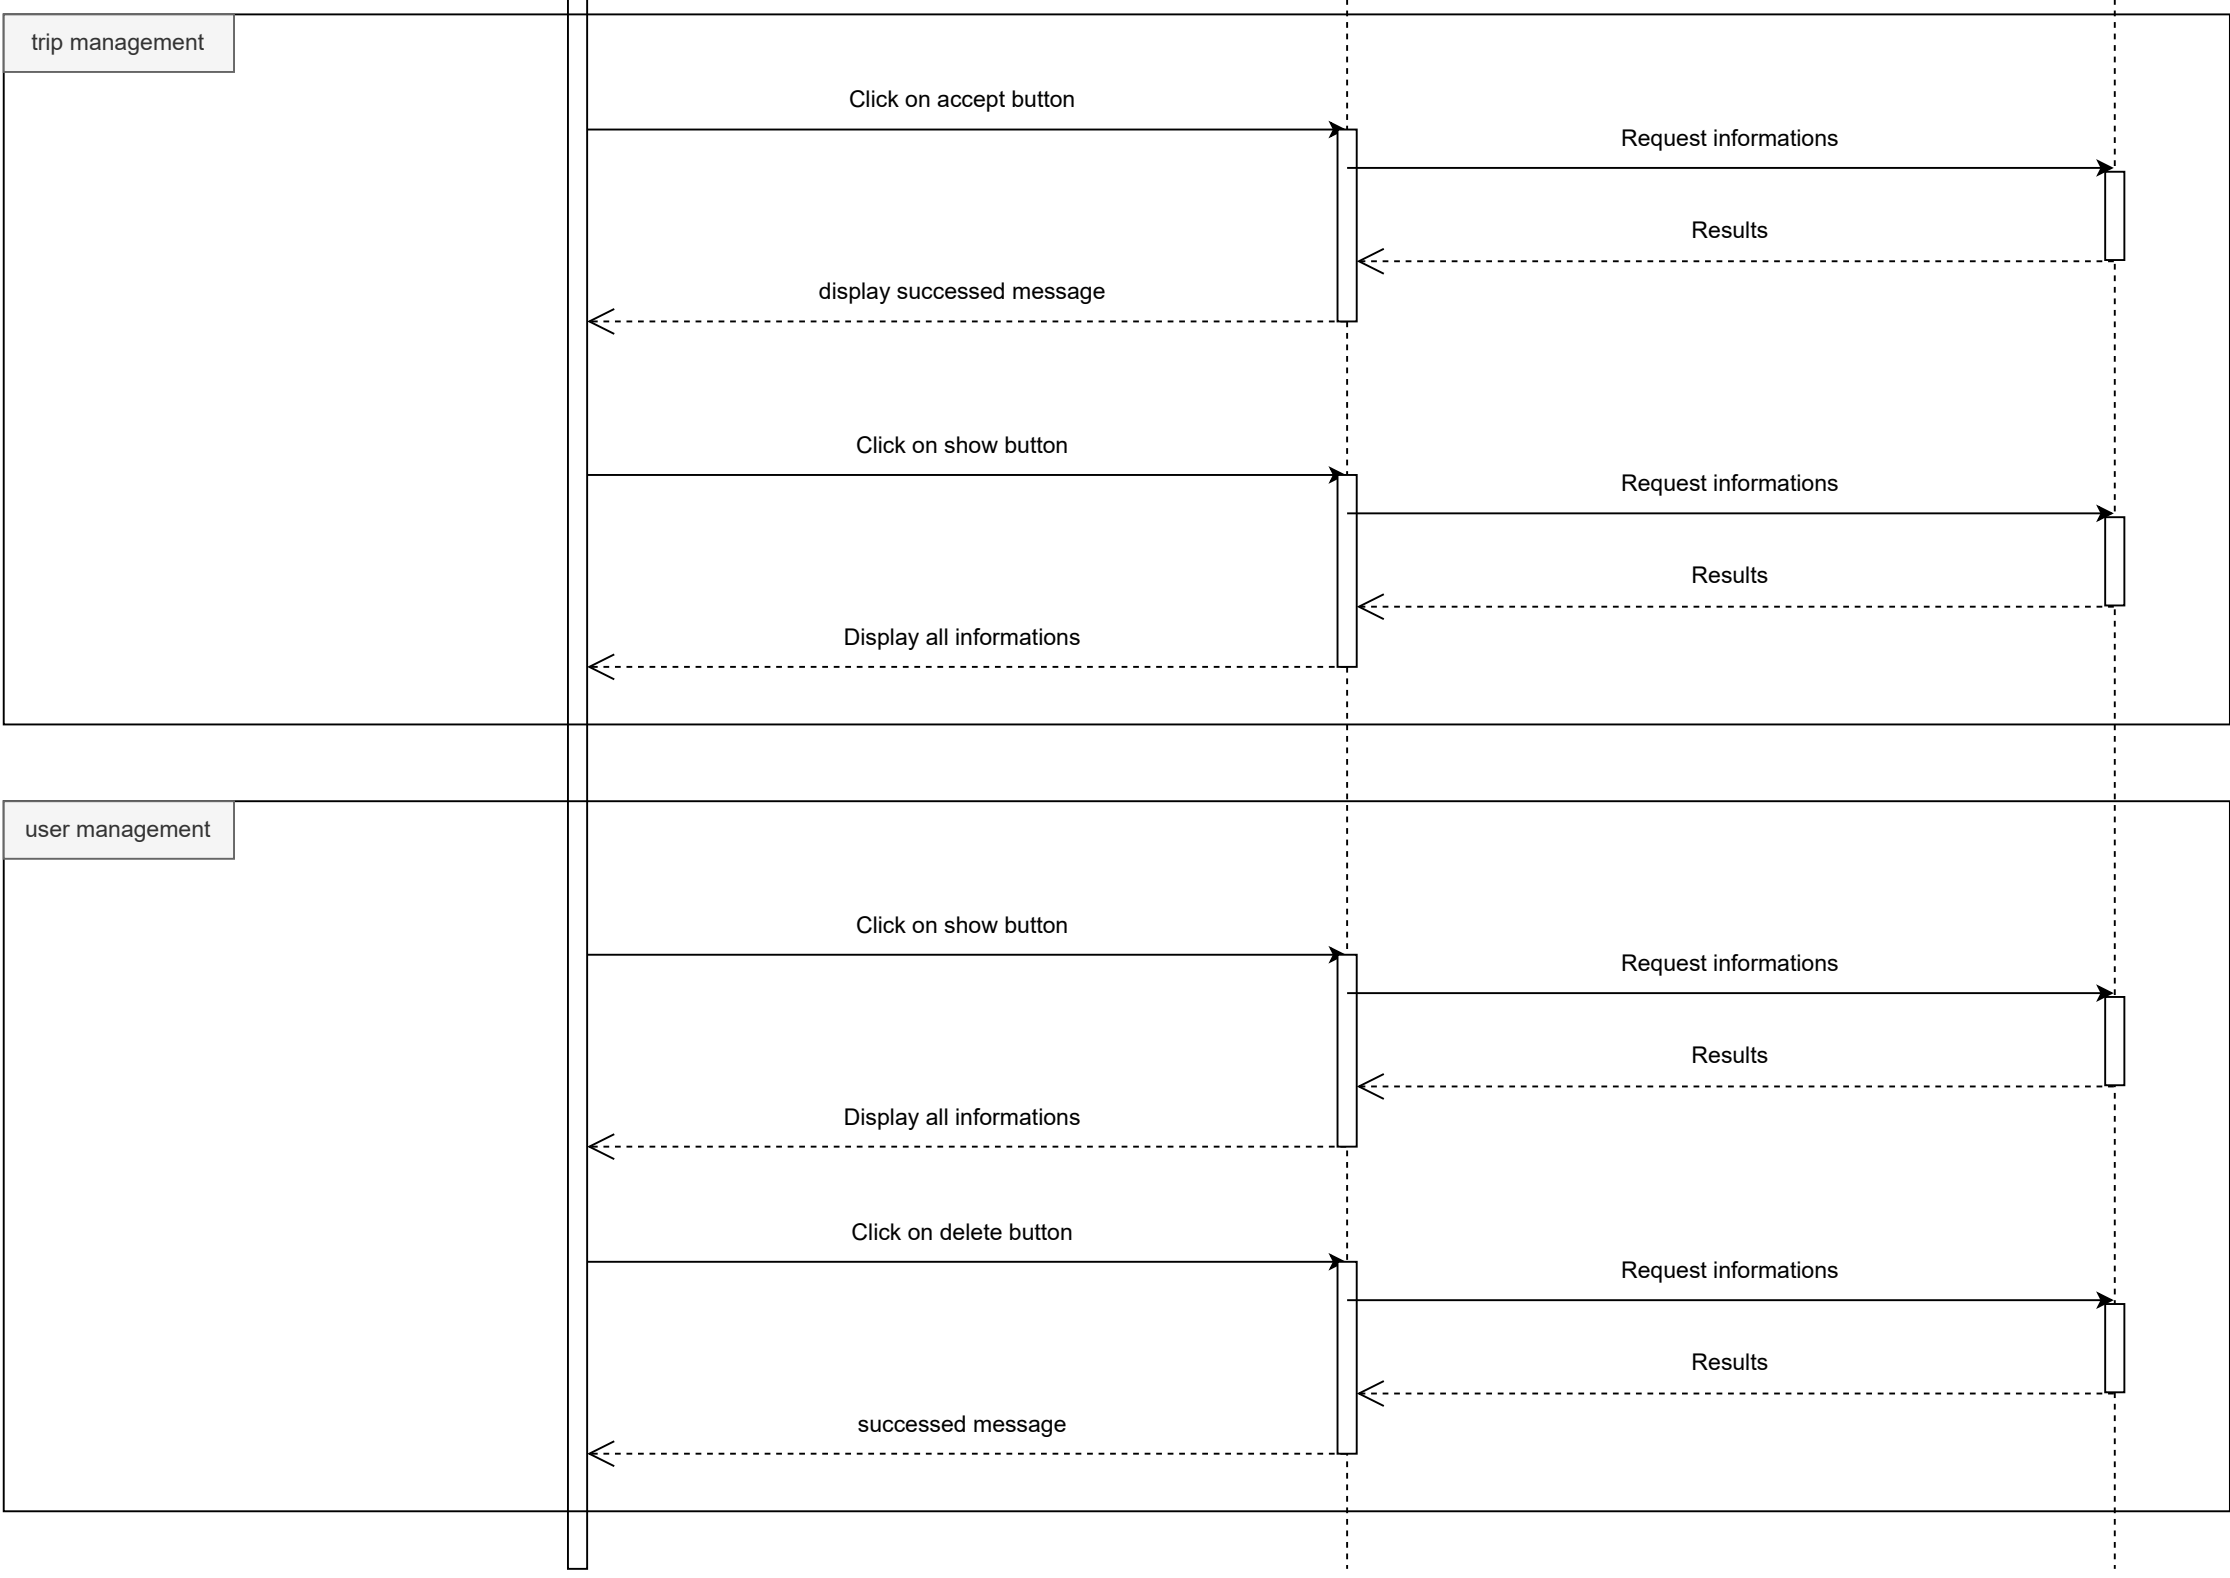 trip management
Click on accept button
Request informations
Results
display successed message
Click on show button
Request informations
Results
Display all informations
user management
Click on show button
Request informations
Results
Display all informations
Click on delete button
Request informations
Results
successed message